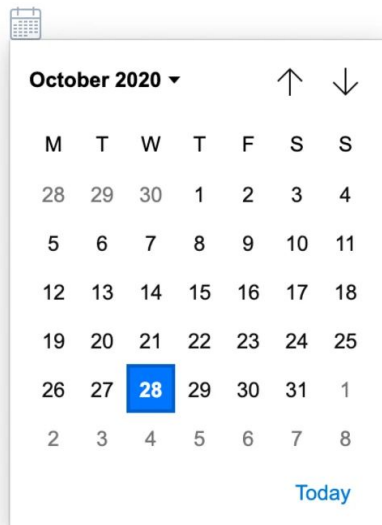 October 2020
M T W T F S S
28 29 30 1 2 3 4
5 6 7 8 9 10 11
12 13 14 15 16 17 18
19 20 21 22 23 24 25
26 27 28 29 30 31 1
2 3 4 5 6 7 8
Today